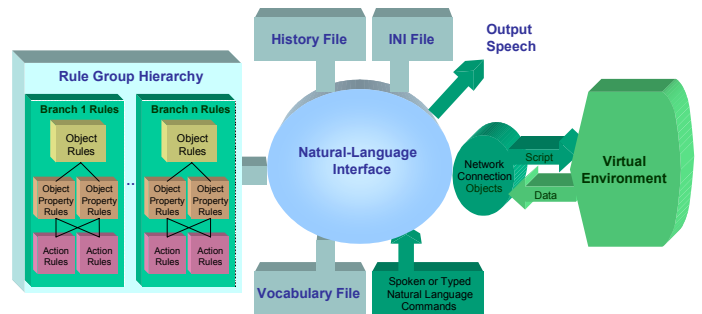 History File
INI File
Output
Speech
Rule Group Hierarchy
Branch 1 Rules
Object
Rules
Object
Property
Rules
Object
Property
Rules
Action
Rules
Action
Rules
..
Branch n Rules
Object
Rules
Object
Property
Rules
Object
Property
Rules
Action
Rules
Action
Rules
Natural-Language
Interface
Network
Connection
Objects
Script
Data
Virtual
Environment
Vocabulary File
Spoken or Typed
Natural Language
Commands